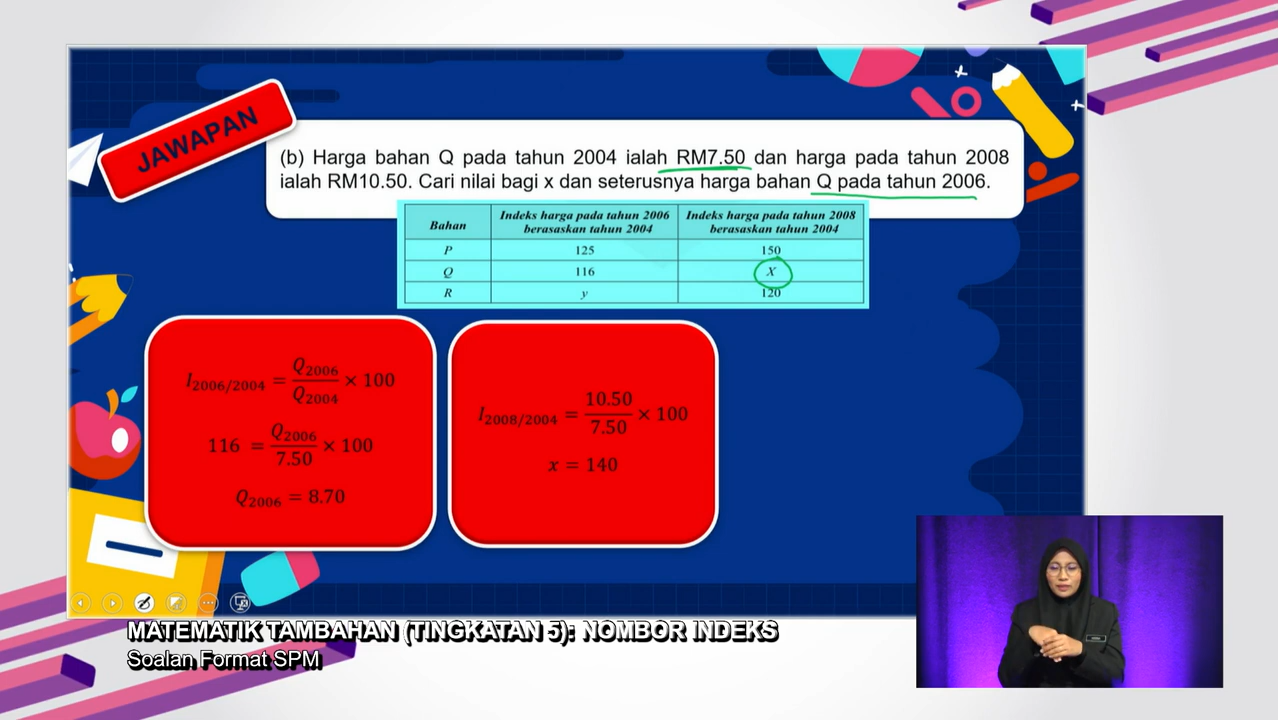 JAWAPAN
(b) Harga bahan Q pada tahun 2004 ialah RM7.50 dan harga pada tahun 2008
ialah RM10.50. Cari nilai bagi x dan seterusnya harga bahan Q pada tahun 2006.
Bahan Indeks harga pada tahun 2006 berasaskan tahun 2004 Indeks harga pada tahun 2008 berasaskan tahun 2004
P 125 150
Q 116 X
R y 120
I₂₀₀₆/₂₀₀₄ = Q₂₀₀₆/Q₂₀₀₄ × 100
116 = Q₂₀₀₆/7.50 × 100
Q₂₀₀₆ = 8.70
I₂₀₀₈/₂₀₀₄ = 10.50/7.50 × 100
x = 140
MATEMATIK TAMBAHAN (TINGKATAN 5): NOMBOR INDEKS
Soalan Format SPM